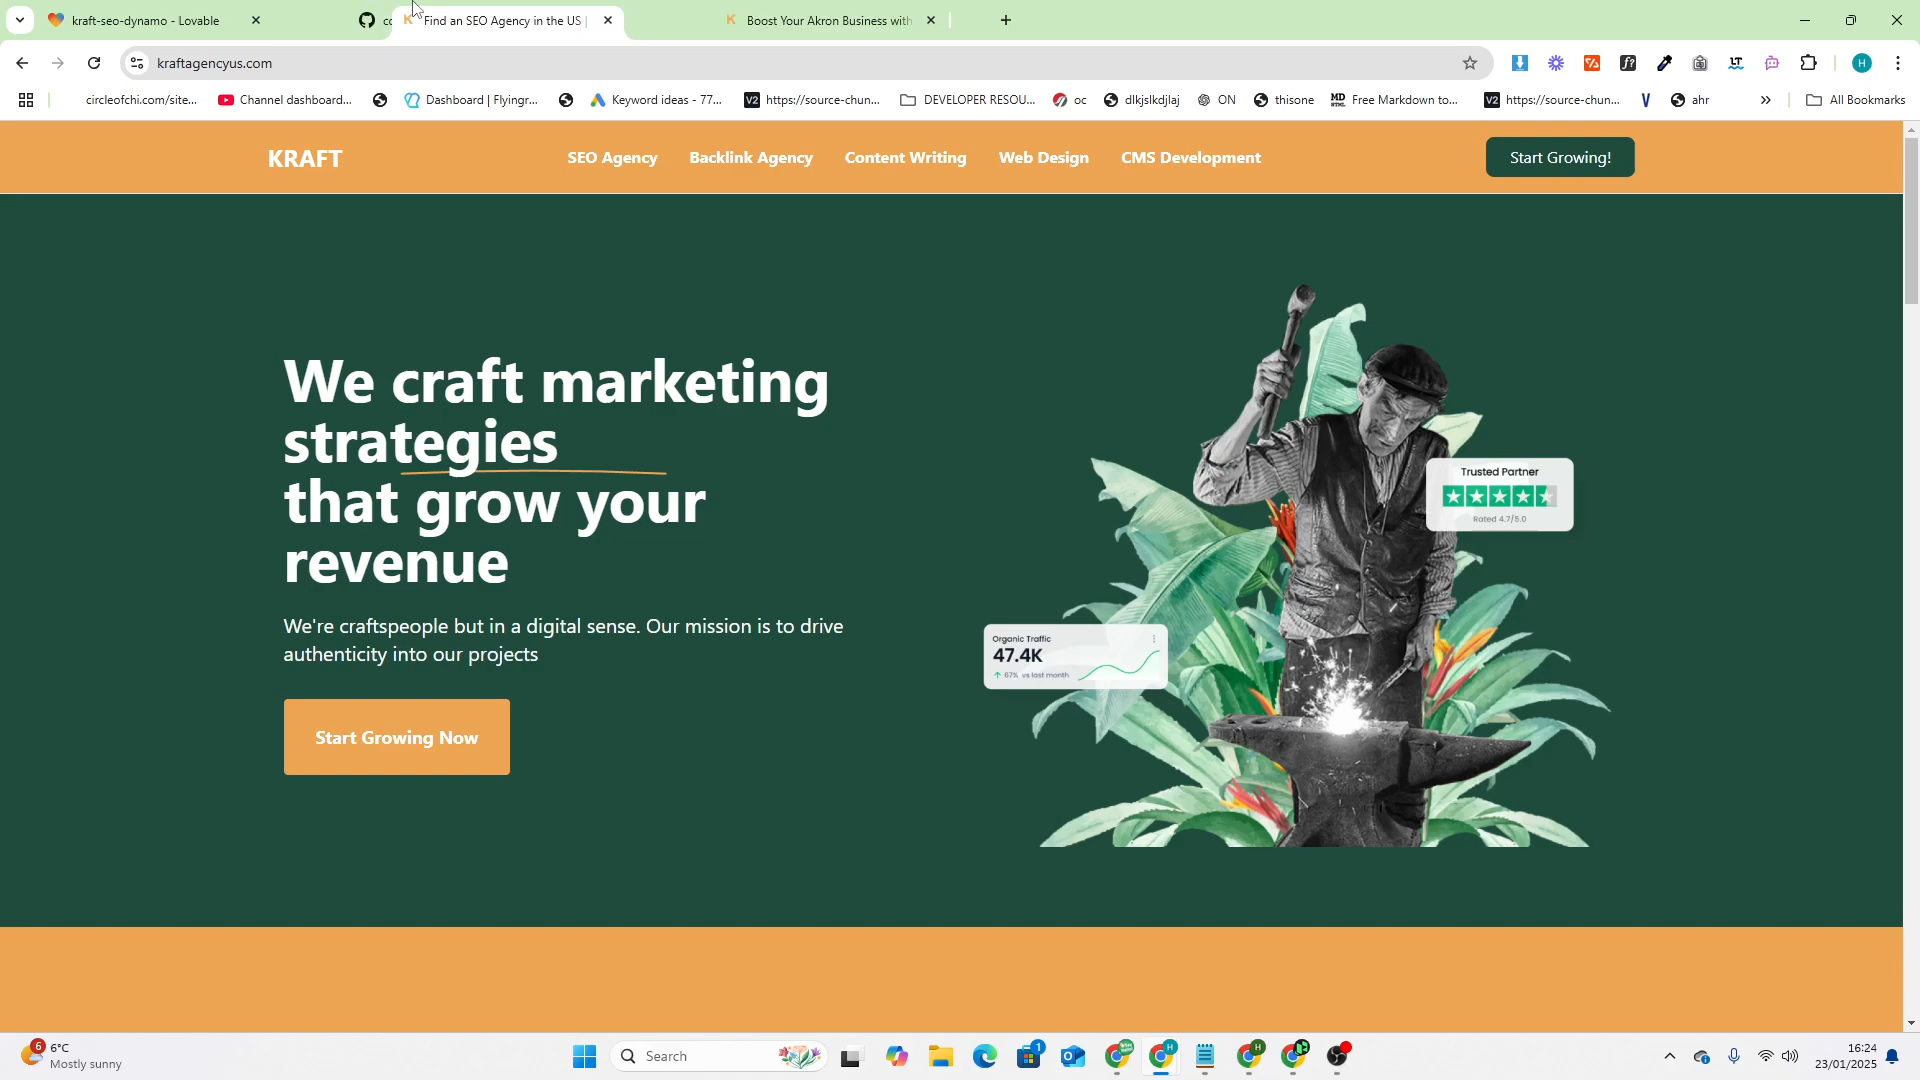 kraft-seo-dynamo - Lovable
Find an SEO Agency in the US |
Boost Your Akron Business with
kraftagencyus.com
H
circleofchi.com/site...
Channel dashboard...
Dashboard | Flyingr...
Keyword ideas - 77...
https://source-chun...
DEVELOPER RESOU...
oc
dlkjslkdjlaj
ON
thisone
Free Markdown to...
https://source-chun...
ahr
All Bookmarks
KRAFT
SEO Agency
Backlink Agency
Content Writing
Web Design
CMS Development
Start Growing!
We craft marketing
strategies
that grow your
revenue
We're craftspeople but in a digital sense. Our mission is to drive
authenticity into our projects
Start Growing Now
Trusted Partner
Rated 4.7/5.0
Organic Traffic
47.4K
67% vs last month
6
6°C
Mostly sunny
Search
16:24
23/01/2025